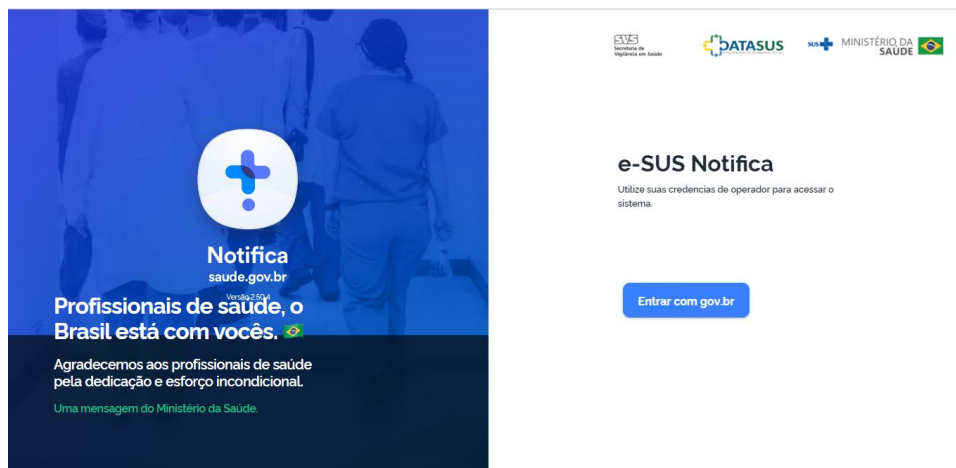 Notifica
saude.gov.br
Versão 2.50.4
Profissionais de saúde, o
Brasil está com vocês.
Agradecemos aos profissionais de saúde
pela dedicação e esforço incondicional.
Uma mensagem do Ministério da Saúde.
SVS
Secretaria de
Vigilância em Saúde
DATASUS
SUS
MINISTÉRIO DA
SAÚDE
e-SUS Notifica
Utilize suas credencias de operador para acessar o
sistema.
Entrar com gov.br